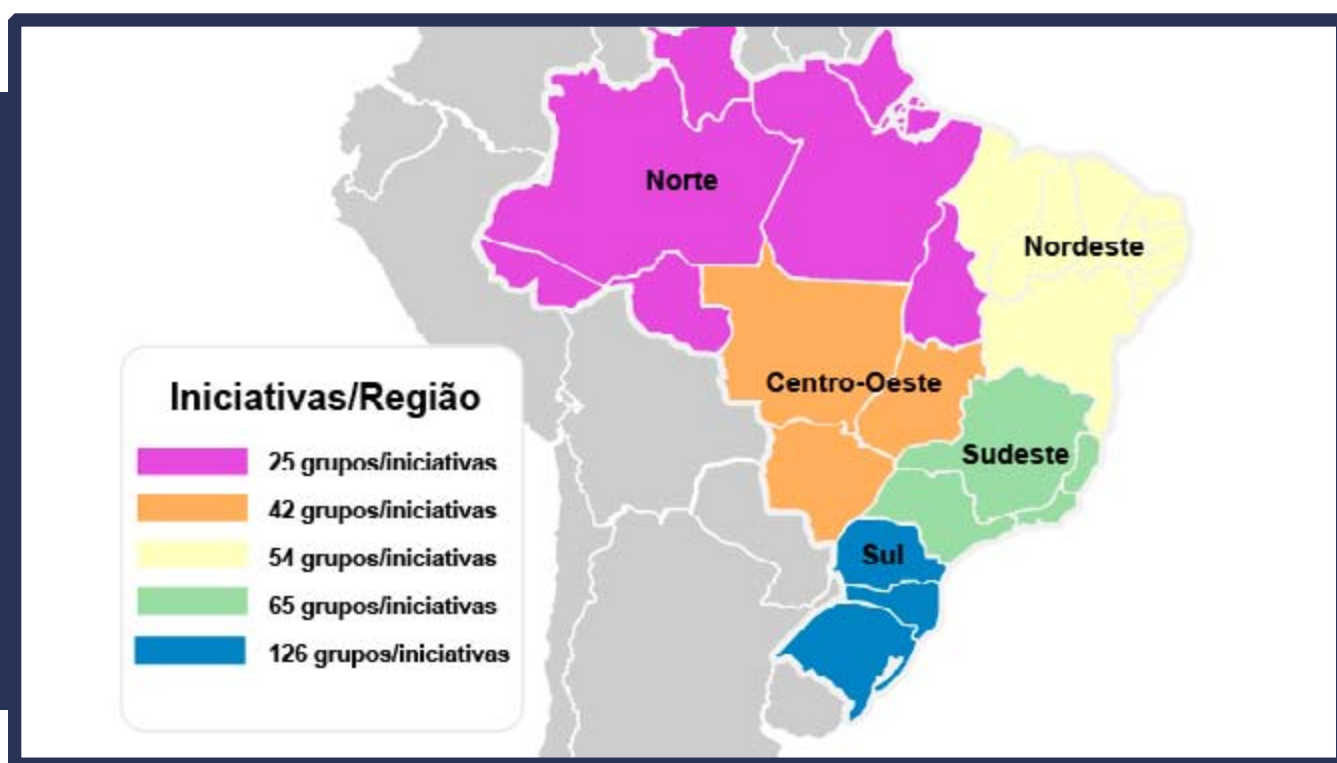 Norte
Nordeste
Centro-Oeste
Sudeste
Sul
Iniciativas/Região
25 grupos/iniciativas
42 grupos/iniciativas
54 grupos/iniciativas
65 grupos/iniciativas
126 grupos/iniciativas